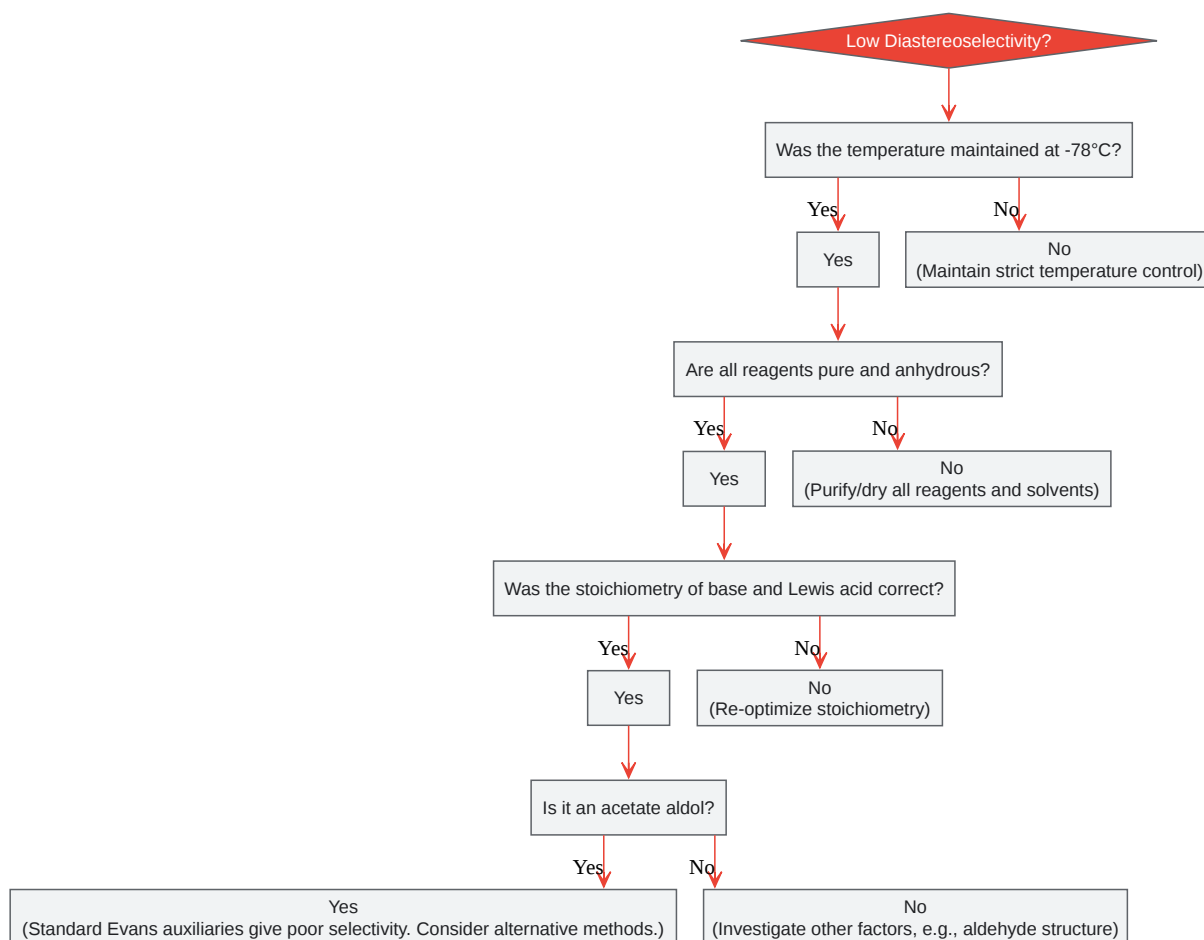 Low Diastereoselectivity?
Was the temperature maintained at -78°C?
Yes
No
Yes
No
(Maintain strict temperature control)
Are all reagents pure and anhydrous?
Yes
No
Yes
No
(Purify/dry all reagents and solvents)
Was the stoichiometry of base and Lewis acid correct?
Yes
No
Yes
No
(Re-optimize stoichiometry)
Is it an acetate aldol?
Yes
No
Yes
(Standard Evans auxiliaries give poor selectivity. Consider alternative methods.)
No
(Investigate other factors, e.g., aldehyde structure)